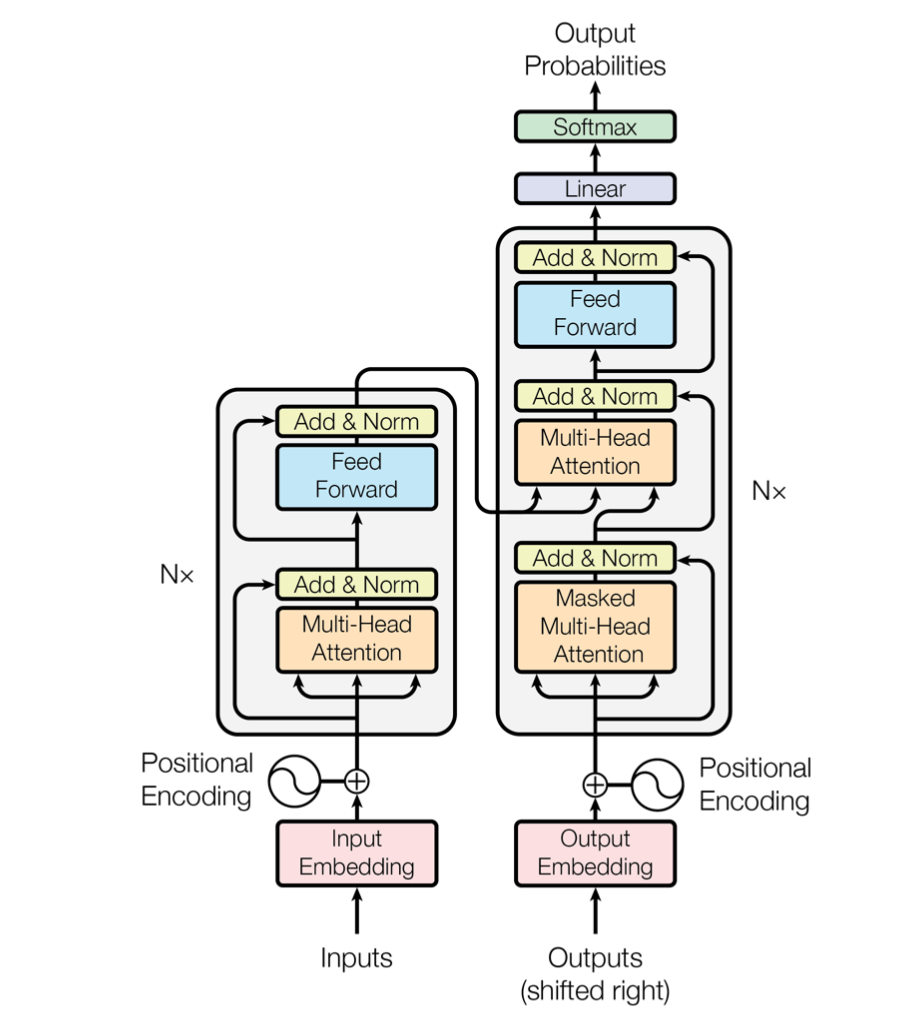 Output
Probabilities
Softmax
Linear
Add & Norm
Feed
Forward
Add & Norm
Multi-Head
Attention
Nx
Add & Norm
Masked
Multi-Head
Attention
Add & Norm
Feed
Forward
Nx
Add & Norm
Multi-Head
Attention
Positional
Encoding
Positional
Encoding
Input
Embedding
Output
Embedding
Inputs
Outputs
(shifted right)